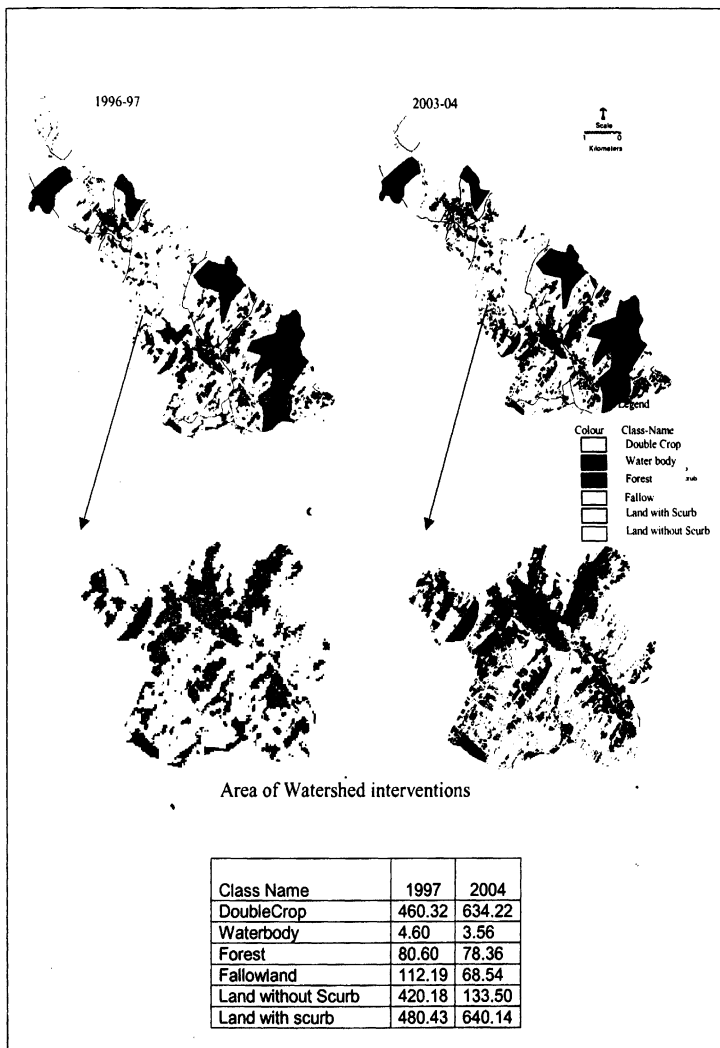 1996-97
2003-04
Scale
1 0
Kilometers
Legend
Colour Class-Name
Double Crop
Water body
Forest
Fallow
Land with Scurb
Land without Scurb
Area of Watershed interventions
Class Name 1997 2004
DoubleCrop 460.32 634.22
Waterbody 4.60 3.56
Forest 80.60 78.36
Fallowland 112.19 68.54
Land without Scurb 420.18 133.50
Land with scurb 480.43 640.14